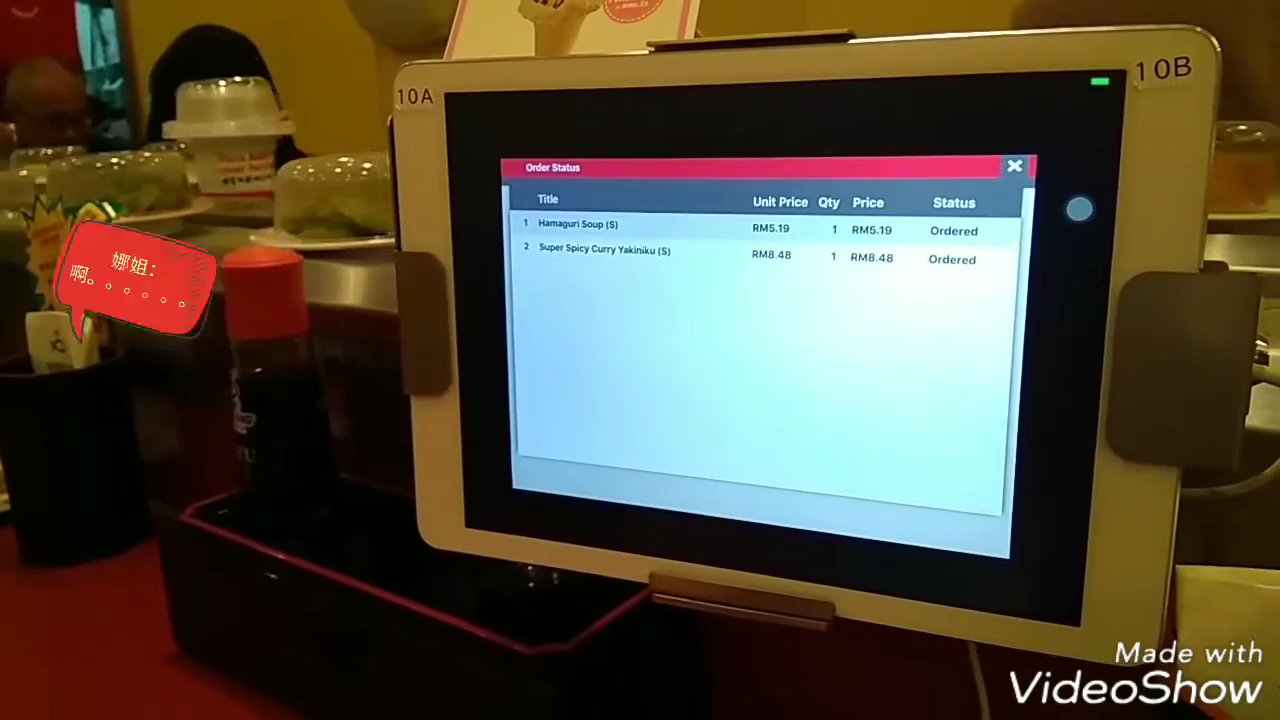 10A
10B
Order Status
Title Unit Price Qty Price Status
1 Hamaguri Soup (S) RM5.19 1 RM5.19 Ordered
2 Super Spicy Curry Yakiniku (S) RM8.48 1 RM8.48 Ordered
娜姐：
啊。。。。。。
Made with
VideoShow